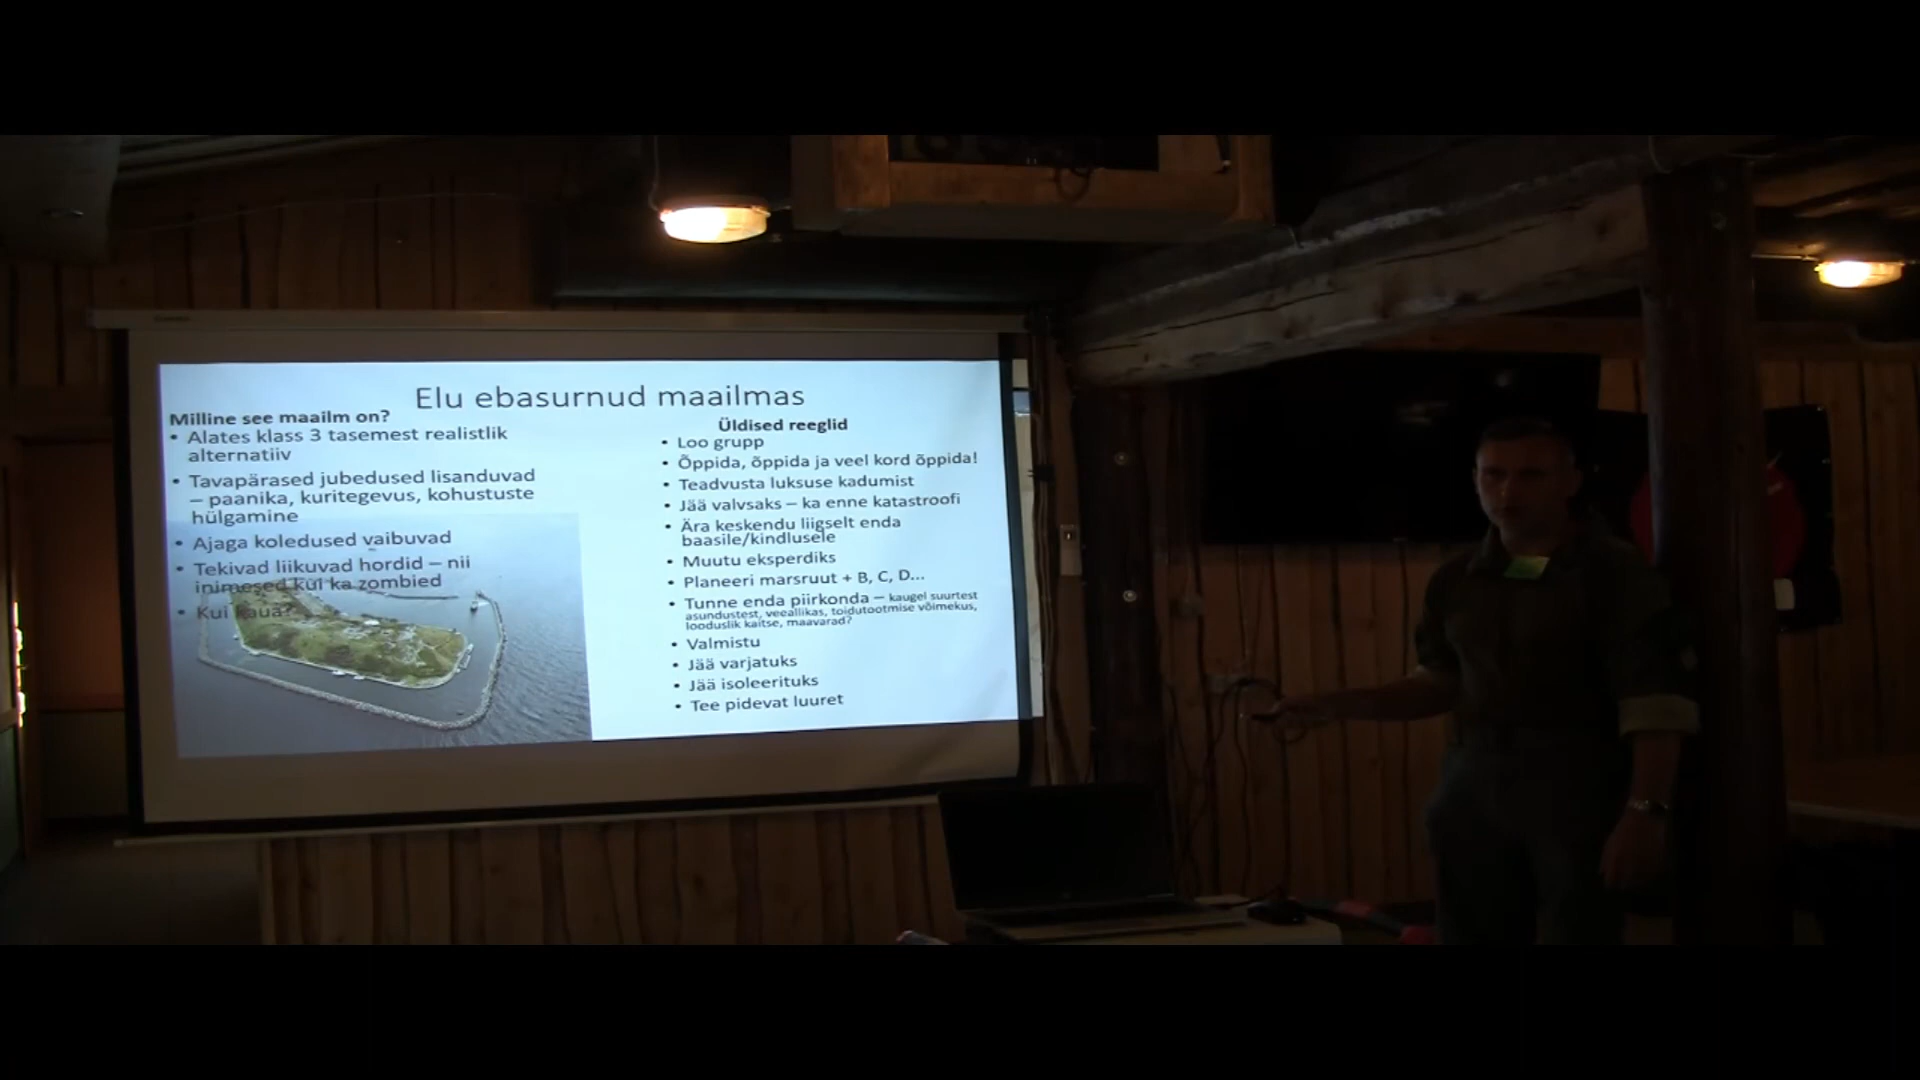 Elu ebasurnud maailmas
Milline see maailm on?
• Alates klass 3 tasemest realistlik
alternatiiv
• Tavapärased jubedused lisanduvad
– paanika, kuritegevus, kohustuste
hülgamine
• Ajaga koledused vaibuvad
• Tekivad liikuvad hordid – nii
inimesed kui ka zombied
• Kui kaua?
Üldised reeglid
• Loo grupp
• Õppida, õppida ja veel kord õppida!
• Teadvusta luksuse kadumist
• Jää valvsaks – ka enne katastroofi
• Ära keskendu liigselt enda
baasile/kindlusele
• Muutu eksperdiks
• Planeeri marsruut + B, C, D...
• Tunne enda piirkonda – kaugel suurtest
asundustest, veeallikas, toidutootmise võimekus,
looduslik kaitse, maavarad?
• Valmistu
• Jää varjatuks
• Jää isoleerituks
• Tee pidevat luuret